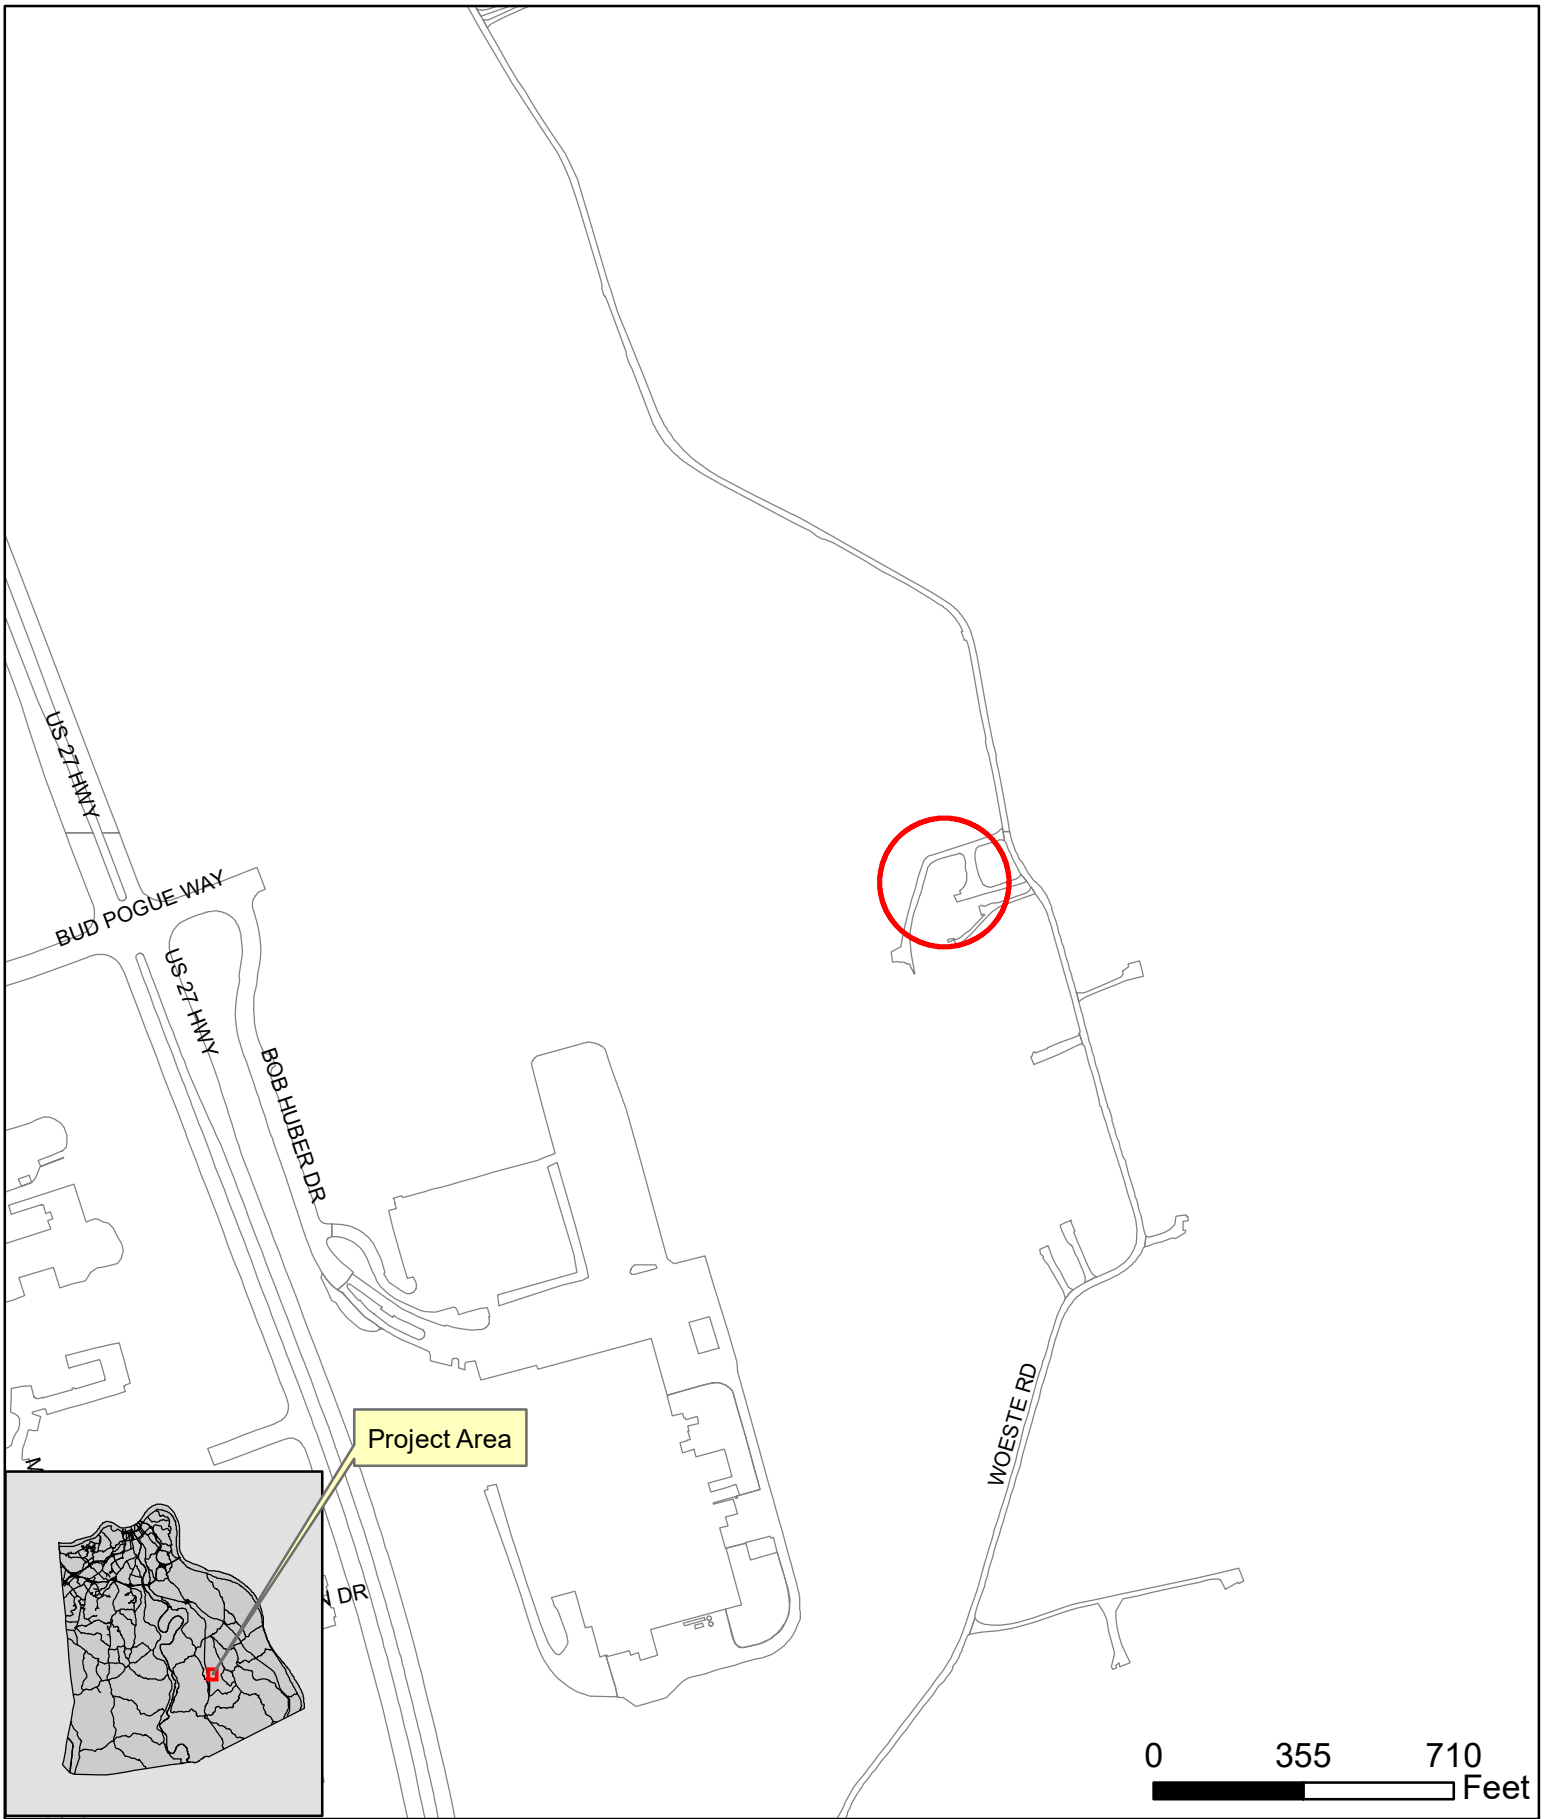 US 27 HWY
BUD POGUE WAY
US 27 HWY
BOB HUBER DR
WOESTE RD
Project Area
M
N DR
0 355 710
Feet